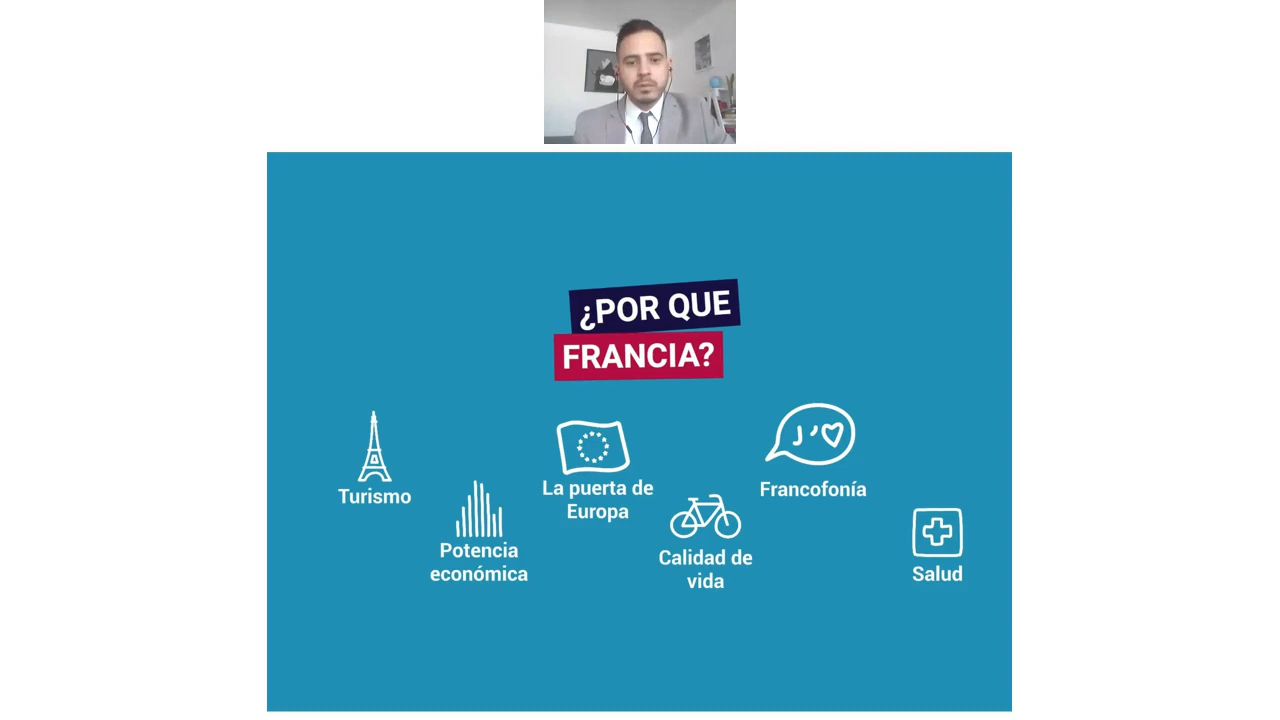 ¿POR QUE
FRANCIA?
Turismo
Potencia
económica
La puerta de
Europa
Calidad de
vida
J'
Francofonía
Salud